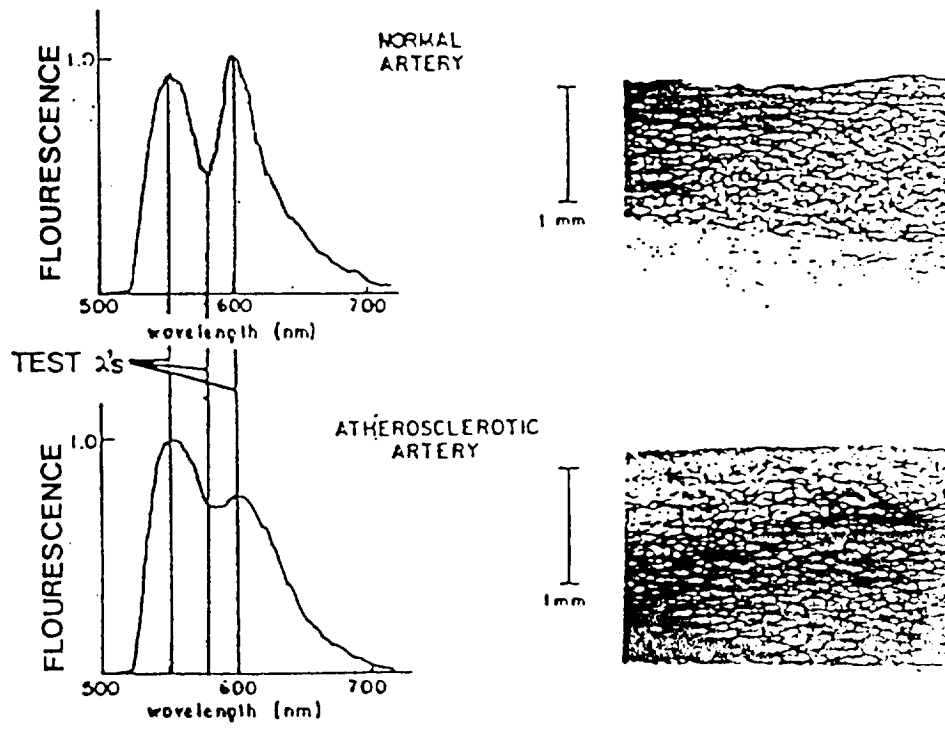 NORMAL
ARTERY
FLOURESCENCE
1.0
500
600
700
wavelength (nm)
1 mm
TEST λ's
ATHEROSCLEROTIC
ARTERY
FLOURESCENCE
1.0
500
600
700
wavelength (nm)
1mm